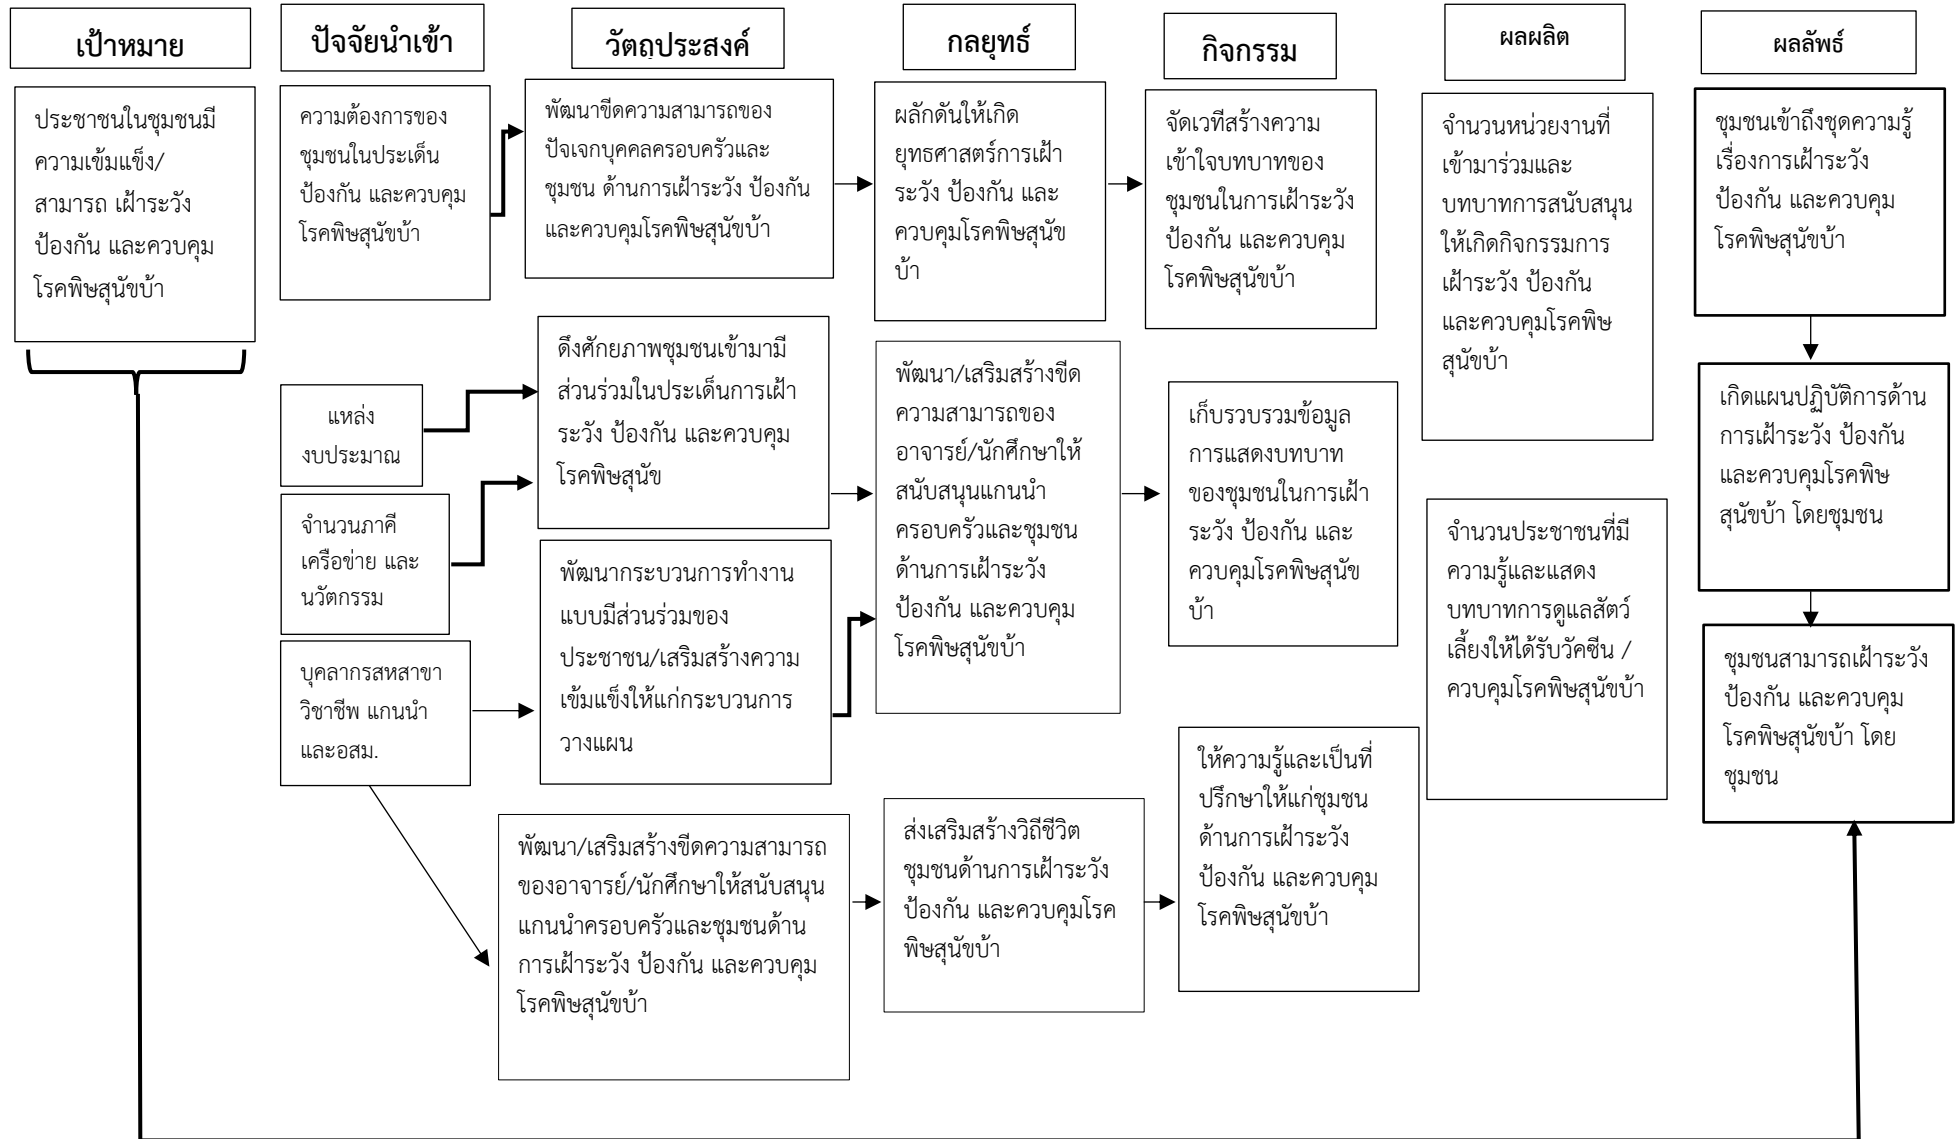 เป้าหมาย
ปัจจัยนำเข้า
วัตถุประสงค์
กลยุทธ์
กิจกรรม
ผลผลิต
ผลลัพธ์
ประชาชนในชุมชนมี
ความเข้มแข็ง/
สามารถ เฝ้าระวัง
ป้องกัน และควบคุม
โรคพิษสุนัขบ้า
ความต้องการของ
ชุมชนในประเด็น
ป้องกัน และควบคุม
โรคพิษสุนัขบ้า
แหล่ง
งบประมาณ
จำนวนภาคี
เครือข่าย และ
นวัตกรรม
บุคลากรสหสาขา
วิชาชีพ แกนนำ
และอสม.
พัฒนาขีดความสามารถของ
ปัจเจกบุคคลครอบครัวและ
ชุมชน ด้านการเฝ้าระวัง ป้องกัน
และควบคุมโรคพิษสุนัขบ้า
ดึงศักยภาพชุมชนเข้ามามี
ส่วนร่วมในประเด็นการเฝ้า
ระวัง ป้องกัน และควบคุม
โรคพิษสุนัข
พัฒนากระบวนการทำงาน
แบบมีส่วนร่วมของ
ประชาชน/เสริมสร้างความ
เข้มแข็งให้แก่กระบวนการ
วางแผน
พัฒนา/เสริมสร้างขีดความสามารถ
ของอาจารย์/นักศึกษาให้สนับสนุน
แกนนำครอบครัวและชุมชนด้าน
การเฝ้าระวัง ป้องกัน และควบคุม
โรคพิษสุนัขบ้า
ผลักดันให้เกิด
ยุทธศาสตร์การเฝ้า
ระวัง ป้องกัน และ
ควบคุมโรคพิษสุนัข
บ้า
พัฒนา/เสริมสร้างขีด
ความสามารถของ
อาจารย์/นักศึกษาให้
สนับสนุนแกนนำ
ครอบครัวและชุมชน
ด้านการเฝ้าระวัง
ป้องกัน และควบคุม
โรคพิษสุนัขบ้า
ส่งเสริมสร้างวิถีชีวิต
ชุมชนด้านการเฝ้าระวัง
ป้องกัน และควบคุมโรค
พิษสุนัขบ้า
จัดเวทีสร้างความ
เข้าใจบทบาทของ
ชุมชนในการเฝ้าระวัง
ป้องกัน และควบคุม
โรคพิษสุนัขบ้า
เก็บรวบรวมข้อมูล
การแสดงบทบาท
ของชุมชนในการเฝ้า
ระวัง ป้องกัน และ
ควบคุมโรคพิษสุนัข
บ้า
ให้ความรู้และเป็นที่
ปรึกษาให้แก่ชุมชน
ด้านการเฝ้าระวัง
ป้องกัน และควบคุม
โรคพิษสุนัขบ้า
จำนวนหน่วยงานที่
เข้ามาร่วมและ
บทบาทการสนับสนุน
ให้เกิดกิจกรรมการ
เฝ้าระวัง ป้องกัน
และควบคุมโรคพิษ
สุนัขบ้า
จำนวนประชาชนที่มี
ความรู้และแสดง
บทบาทการดูแลสัตว์
เลี้ยงให้ได้รับวัคซีน /
ควบคุมโรคพิษสุนัขบ้า
ชุมชนเข้าถึงชุดความรู้
เรื่องการเฝ้าระวัง
ป้องกัน และควบคุม
โรคพิษสุนัขบ้า
เกิดแผนปฏิบัติการด้าน
การเฝ้าระวัง ป้องกัน
และควบคุมโรคพิษ
สุนัขบ้า โดยชุมชน
ชุมชนสามารถเฝ้าระวัง
ป้องกัน และควบคุม
โรคพิษสุนัขบ้า โดย
ชุมชน